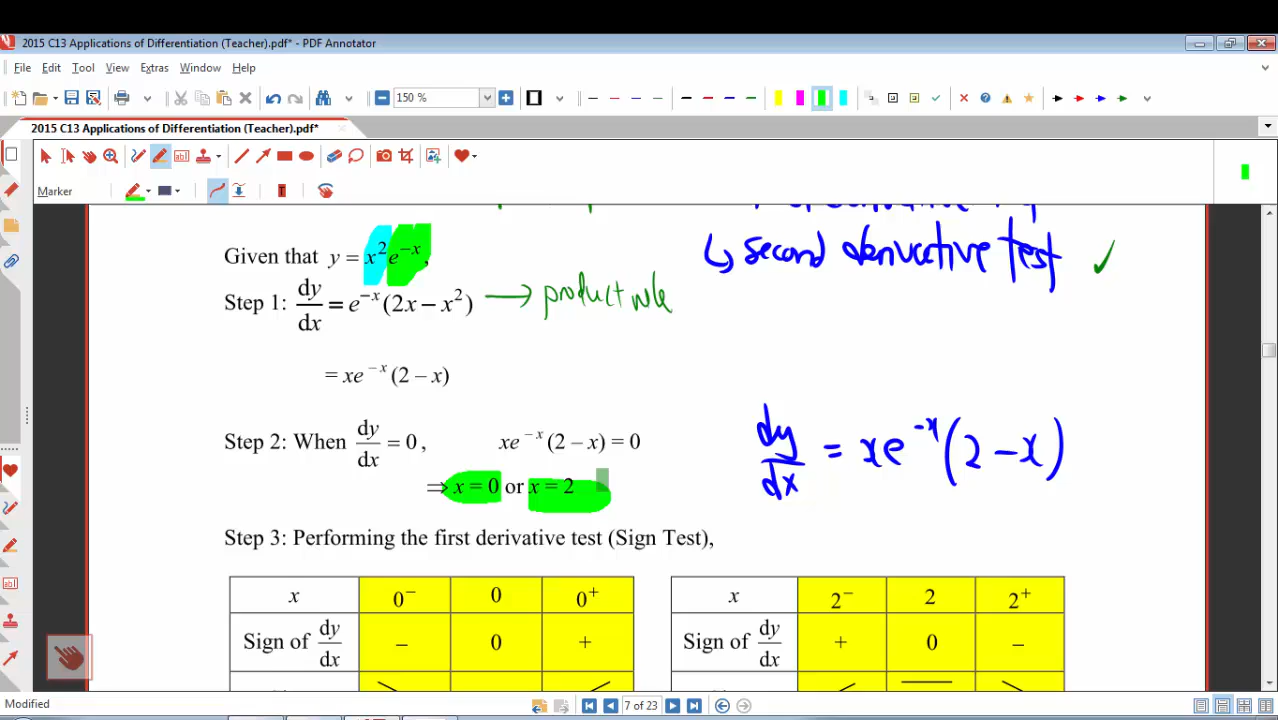 2015 C13 Applications of Differentiation (Teacher).pdf* - PDF Annotator
File Edit Tool View Extras Window Help
150 %
2015 C13 Applications of Differentiation (Teacher).pdf*
Marker
↳ second derivative test ✓
Given that y = x²e⁻ˣ,
Step 1: dy/dx = e⁻ˣ(2x – x²) → product rule
= xe⁻ˣ(2 – x)
Step 2: When dy/dx = 0, xe⁻ˣ(2 – x) = 0
dy/dx = xe⁻ˣ(2 – x)
⇒ x = 0 or x = 2
Step 3: Performing the first derivative test (Sign Test),
x 0⁻ 0 0⁺
Sign of dy/dx – 0 +
x 2⁻ 2 2⁺
Sign of dy/dx + 0 –
Modified
7 of 23